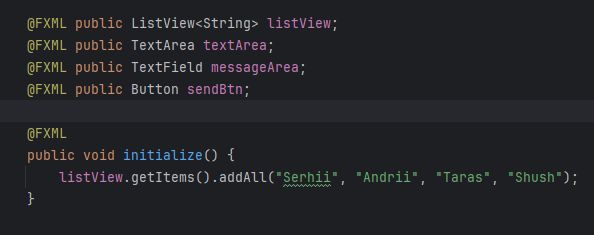 @FXML public ListView<String> listView;
@FXML public TextArea textArea;
@FXML public TextField messageArea;
@FXML public Button sendBtn;
@FXML
public void initialize() {
listView.getItems().addAll("Serhii", "Andrii", "Taras", "Shush");
}